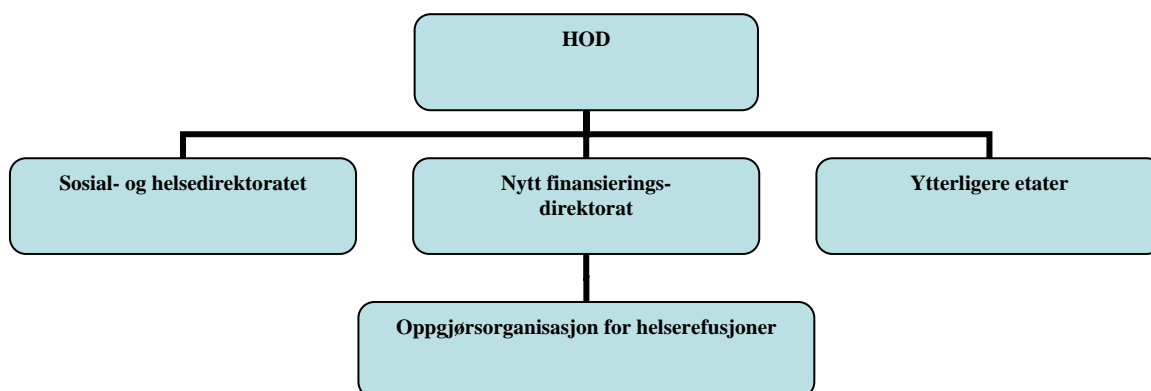 HOD
Sosial- og helsedirektoratet
Nytt finansierings-
direktorat
Ytterligere etater
Oppgjørsorganisasjon for helserefusjoner